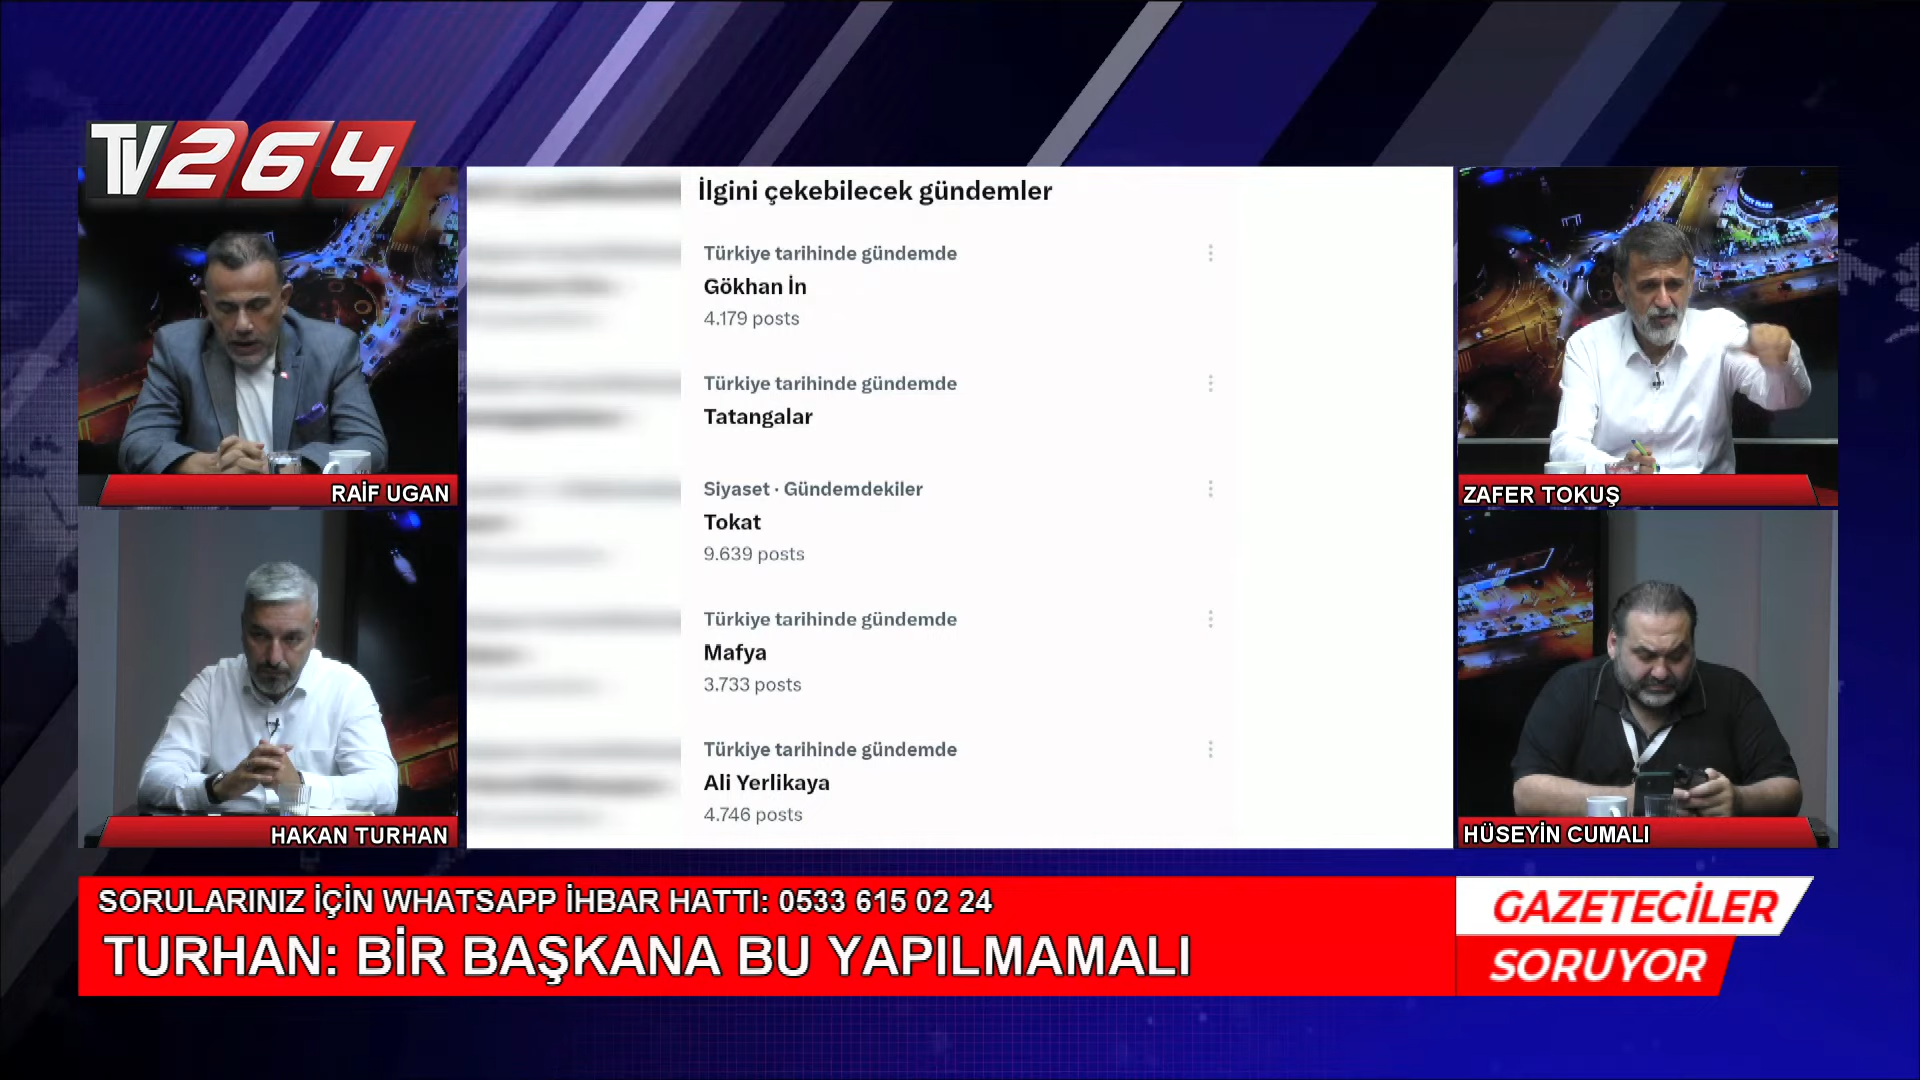 TV264
İlgini çekebilecek gündemler
Türkiye tarihinde gündemde
Gökhan İn
4.179 posts
Türkiye tarihinde gündemde
Tatangalar
Siyaset · Gündemdekiler
Tokat
9.639 posts
Türkiye tarihinde gündemde
Mafya
3.733 posts
Türkiye tarihinde gündemde
Ali Yerlikaya
4.746 posts
RAİF UGAN
ZAFER TOKUŞ
HAKAN TURHAN
HÜSEYİN CUMALI
SORULARINIZ İÇİN WHATSAPP İHBAR HATTI: 0533 615 02 24
TURHAN: BİR BAŞKANA BU YAPILMAMALI
GAZETECİLER
SORUYOR